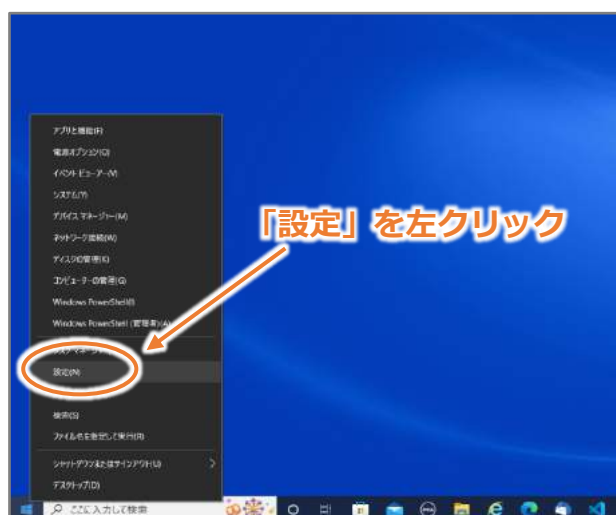 アプリと機能(F)
電源オプション(O)
イベント ビューアー(V)
システム(Y)
デバイス マネージャー(M)
「設定」を左クリック
ネットワーク接続(W)
ディスクの管理(K)
コンピューターの管理(G)
Windows PowerShell(I)
Windows PowerShell (管理者)(A)
設定(N)
検索(S)
ファイル名を指定して実行(R)
シャットダウンまたはサインアウト(U)
デスクトップ(D)
ここに入力して検索